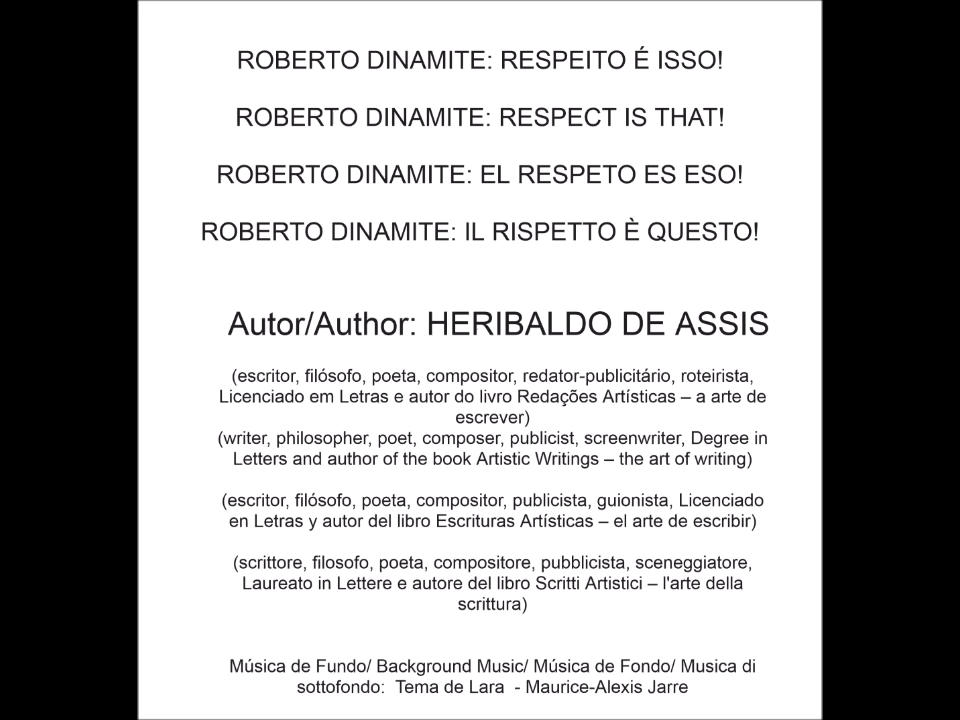 ROBERTO DINAMITE: RESPEITO É ISSO!
ROBERTO DINAMITE: RESPECT IS THAT!
ROBERTO DINAMITE: EL RESPETO ES ESO!
ROBERTO DINAMITE: IL RISPETTO È QUESTO!
Autor/Author: HERIBALDO DE ASSIS
(escritor, filósofo, poeta, compositor, redator-publicitário, roteirista,
Licenciado em Letras e autor do livro Redações Artísticas – a arte de
escrever)
(writer, philosopher, poet, composer, publicist, screenwriter, Degree in
Letters and author of the book Artistic Writings – the art of writing)
(escritor, filósofo, poeta, compositor, publicista, guionista, Licenciado
en Letras y autor del libro Escrituras Artísticas – el arte de escribir)
(scrittore, filosofo, poeta, compositore, pubblicista, sceneggiatore,
Laureato in Lettere e autore del libro Scritti Artistici – l'arte della
scrittura)
Música de Fundo/ Background Music/ Música de Fondo/ Musica di
sottofondo:  Tema de Lara  - Maurice-Alexis Jarre